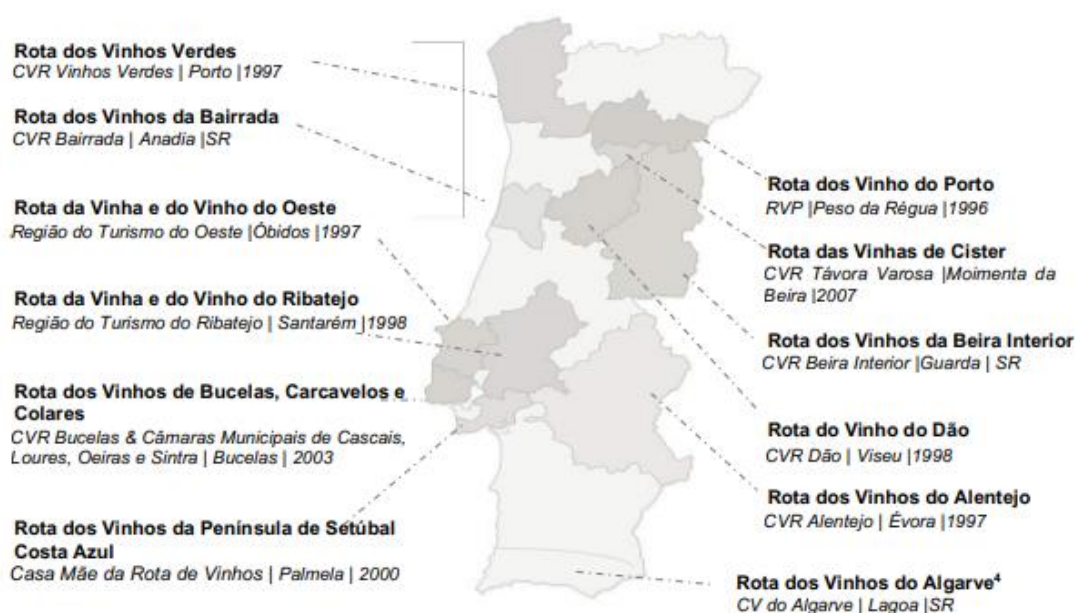 Rota dos Vinhos Verdes
CVR Vinhos Verdes | Porto |1997
Rota dos Vinhos da Bairrada
CVR Bairrada | Anadia |SR
Rota da Vinha e do Vinho do Oeste
Região do Turismo do Oeste |Óbidos |1997
Rota da Vinha e do Vinho do Ribatejo
Região do Turismo do Ribatejo | Santarém |1998
Rota dos Vinhos de Bucelas, Carcavelos e
Colares
CVR Bucelas & Câmaras Municipais de Cascais,
Loures, Oeiras e Sintra | Bucelas | 2003
Rota dos Vinhos da Península de Setúbal
Costa Azul
Casa Mãe da Rota de Vinhos | Palmela | 2000
Rota dos Vinho do Porto
RVP |Peso da Régua |1996
Rota das Vinhas de Cister
CVR Távora Varosa |Moimenta da
Beira |2007
Rota dos Vinhos da Beira Interior
CVR Beira Interior |Guarda | SR
Rota do Vinho do Dão
CVR Dão | Viseu |1998
Rota dos Vinhos do Alentejo
CVR Alentejo | Évora |1997
Rota dos Vinhos do Algarve⁴
CV do Algarve | Lagoa |SR